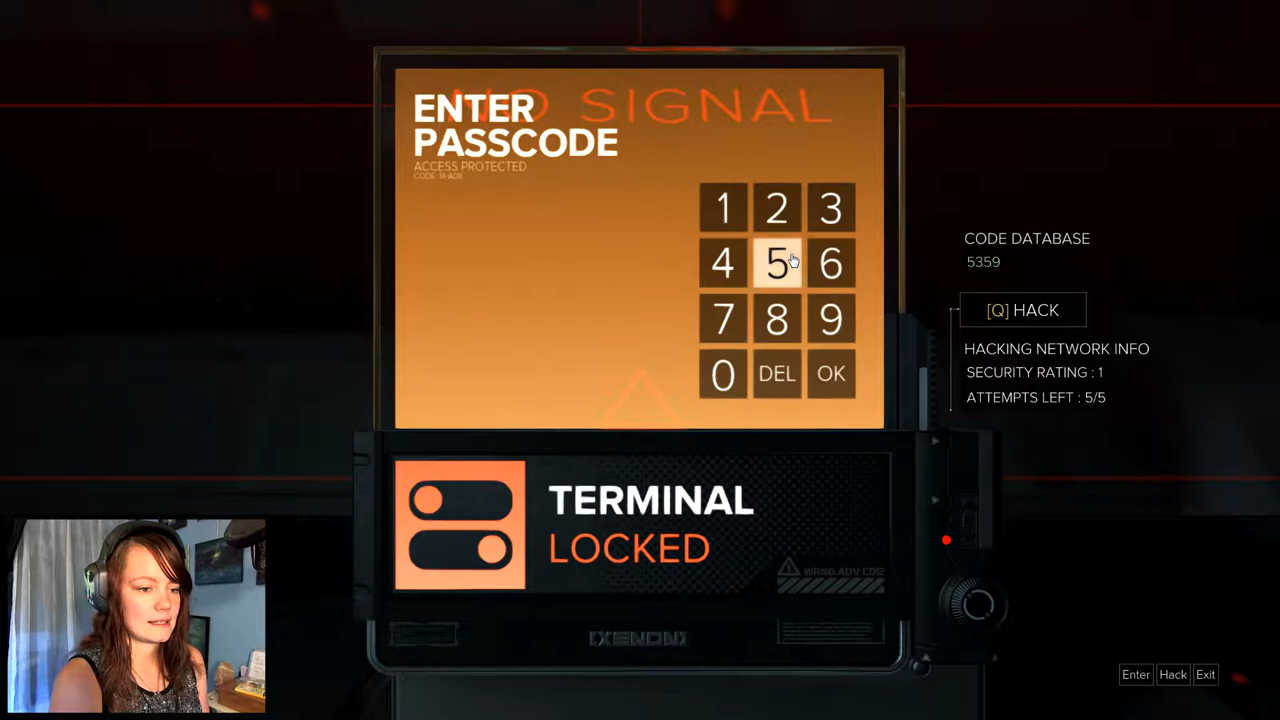 NO SIGNAL
ENTER
PASSCODE
ACCESS PROTECTED
1 2 3
4 5 6
7 8 9
0 DEL OK
CODE DATABASE
5359
[Q] HACK
HACKING NETWORK INFO
SECURITY RATING : 1
ATTEMPTS LEFT : 5/5
TERMINAL
LOCKED
Enter Hack Exit